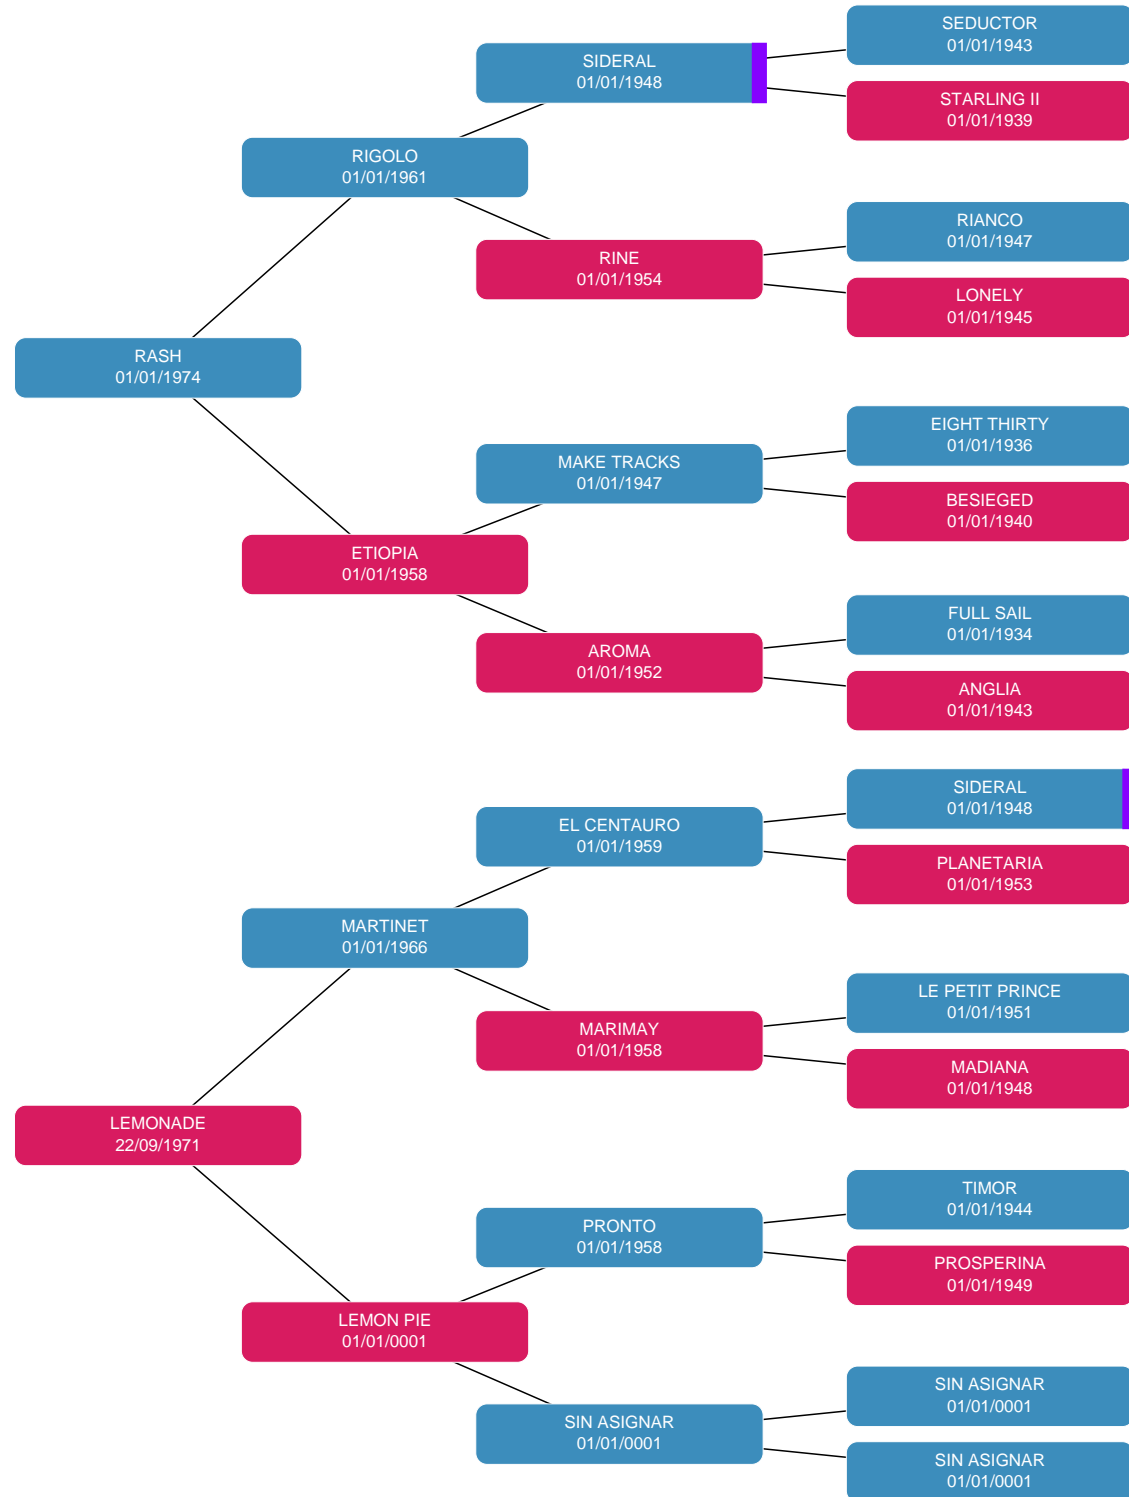 SEDUCTOR
01/01/1943
SIDERAL
01/01/1948
STARLING II
01/01/1939
RIGOLO
01/01/1961
RIANCO
01/01/1947
RINE
01/01/1954
LONELY
01/01/1945
RASH
01/01/1974
EIGHT THIRTY
01/01/1936
MAKE TRACKS
01/01/1947
BESIEGED
01/01/1940
ETIOPIA
01/01/1958
FULL SAIL
01/01/1934
AROMA
01/01/1952
ANGLIA
01/01/1943
SIDERAL
01/01/1948
EL CENTAURO
01/01/1959
PLANETARIA
01/01/1953
MARTINET
01/01/1966
LE PETIT PRINCE
01/01/1951
MARIMAY
01/01/1958
MADIANA
01/01/1948
LEMONADE
22/09/1971
TIMOR
01/01/1944
PRONTO
01/01/1958
PROSPERINA
01/01/1949
LEMON PIE
01/01/0001
SIN ASIGNAR
01/01/0001
SIN ASIGNAR
01/01/0001
SIN ASIGNAR
01/01/0001